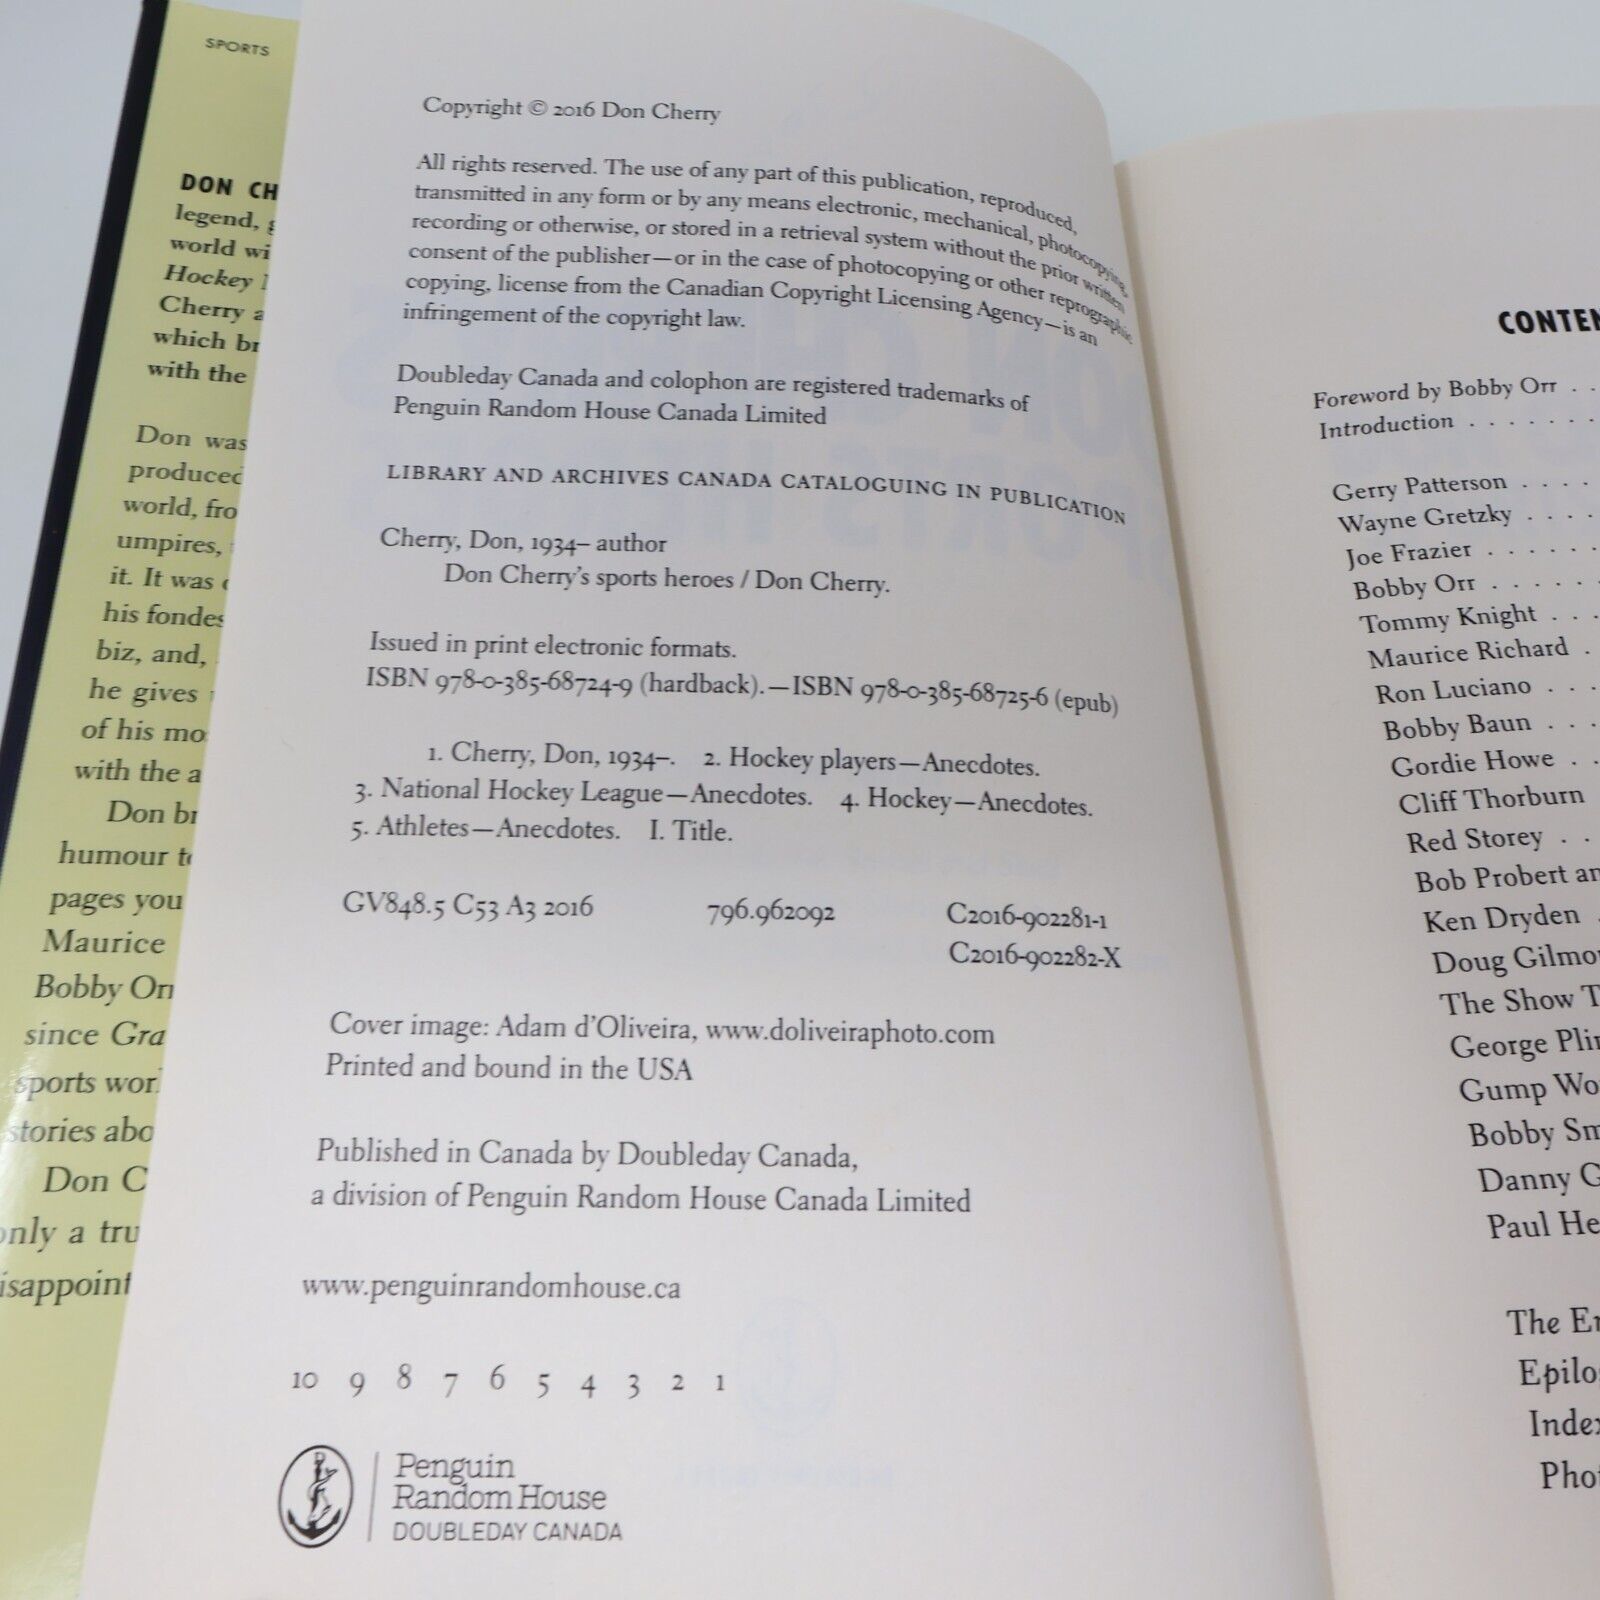 SPORTS
DON CH
legend, g
world wi
Hockey
Cherry a
which br
with the
Don was
produced
world, fro
umpires,
it. It was
his fondes
biz, and,
he gives
of his mo
with the a
Don br
humour to
pages you
Maurice
Bobby Orr
since Gra
sports wor
stories abo
Don C
only a tru
isappoint
Copyright © 2016 Don Cherry
All rights reserved. The use of any part of this publication, reproduced,
transmitted in any form or by any means electronic, mechanical, photocopying,
recording or otherwise, or stored in a retrieval system without the prior written
consent of the publisher—or in the case of photocopying or other reprographic
copying, license from the Canadian Copyright Licensing Agency—is an
infringement of the copyright law.
Doubleday Canada and colophon are registered trademarks of
Penguin Random House Canada Limited
LIBRARY AND ARCHIVES CANADA CATALOGUING IN PUBLICATION
Cherry, Don, 1934– author
Don Cherry's sports heroes / Don Cherry.
Issued in print electronic formats.
ISBN 978-0-385-68724-9 (hardback).—ISBN 978-0-385-68725-6 (epub)
1. Cherry, Don, 1934–. 2. Hockey players—Anecdotes.
3. National Hockey League—Anecdotes. 4. Hockey—Anecdotes.
5. Athletes—Anecdotes. I. Title.
GV848.5 C53 A3 2016 796.962092 C2016-902281-1
C2016-902282-X
Cover image: Adam d'Oliveira, www.doliveiraphoto.com
Printed and bound in the USA
Published in Canada by Doubleday Canada,
a division of Penguin Random House Canada Limited
www.penguinrandomhouse.ca
10 9 8 7 6 5 4 3 2 1
Penguin
Random House
DOUBLEDAY CANADA
CONTEN
Foreword by Bobby Orr . .
Introduction . . . . . . .
Gerry Patterson . . . .
Wayne Gretzky . . . .
Joe Frazier . . . . . .
Bobby Orr . . . . . .
Tommy Knight . . .
Maurice Richard .
Ron Luciano . . .
Bobby Baun . . .
Gordie Howe . .
Cliff Thorburn
Red Storey . .
Bob Probert an
Ken Dryden .
Doug Gilmo
The Show T
George Plim
Gump Wo
Bobby Sm
Danny G
Paul He
The En
Epilo
Index
Phot